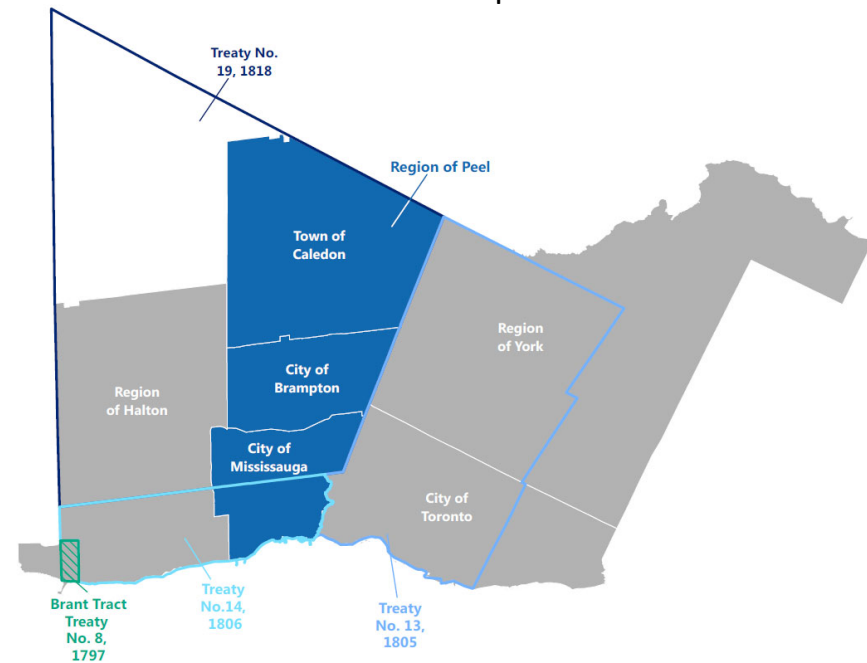 Treaty No.
19, 1818
Region of Peel
Town of
Caledon
Region
of York
City of
Brampton
Region
of Halton
City of
Mississauga
City of
Toronto
Brant Tract
Treaty
No. 8,
1797
Treaty
No.14,
1806
Treaty
No. 13,
1805